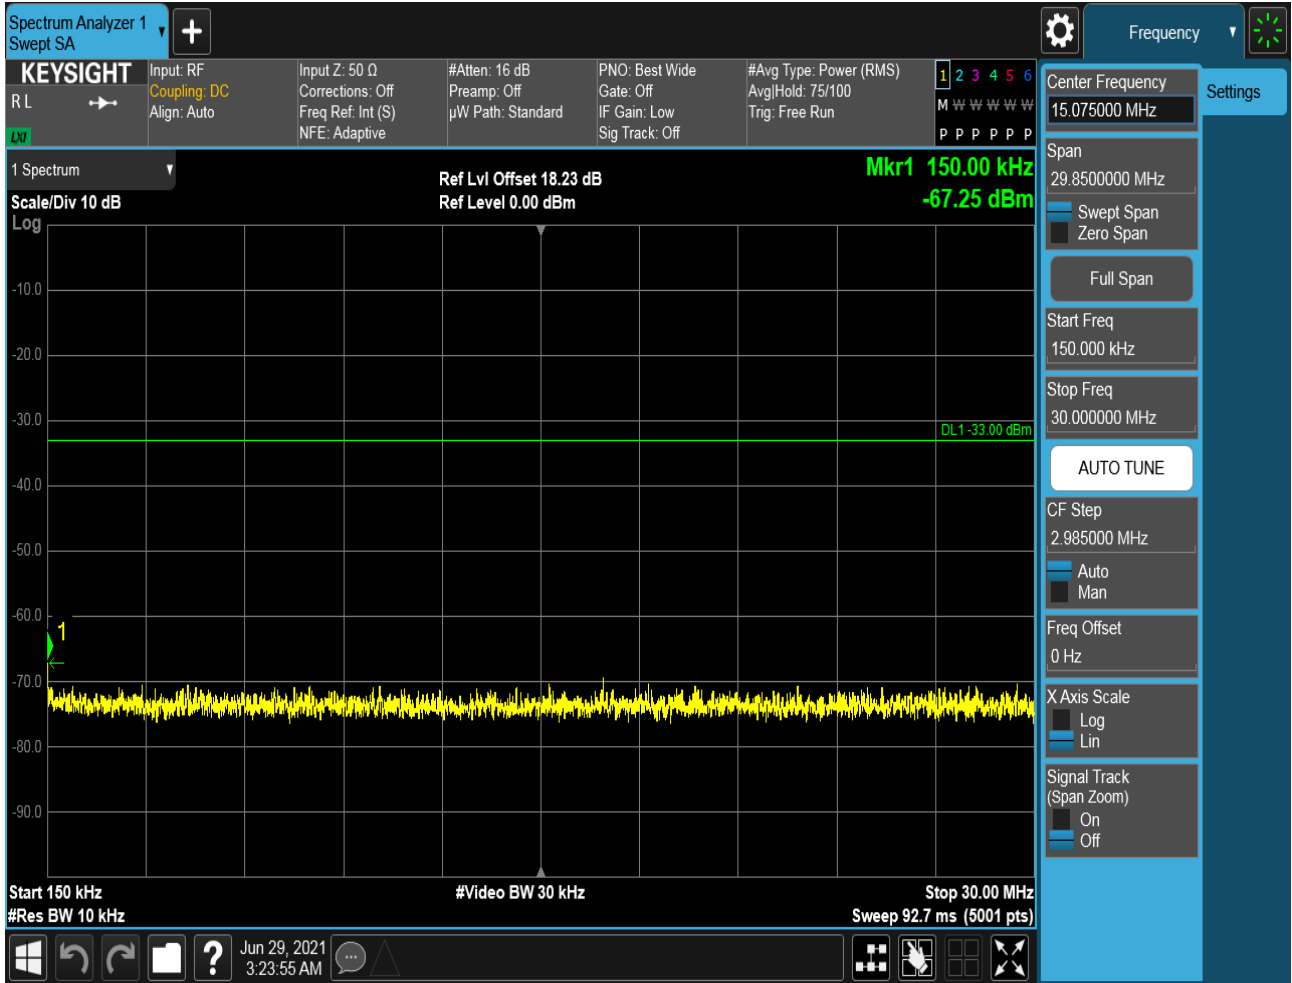 Spectrum Analyzer 1
Swept SA
Frequency
KEYSIGHT
R L
LXI
Input: RF
Coupling: DC
Align: Auto
Input Z: 50 Ω
Corrections: Off
Freq Ref: Int (S)
NFE: Adaptive
#Atten: 16 dB
Preamp: Off
µW Path: Standard
PNO: Best Wide
Gate: Off
IF Gain: Low
Sig Track: Off
#Avg Type: Power (RMS)
Avg|Hold: 75/100
Trig: Free Run
1 2 3 4 5 6
M W W W W W
P P P P P P
1 Spectrum
Scale/Div 10 dB
Log
Ref Lvl Offset 18.23 dB
Ref Level 0.00 dBm
Mkr1 150.00 kHz
-67.25 dBm
-10.0
-20.0
-30.0
DL1 -33.00 dBm
-40.0
-50.0
-60.0
1
-70.0
-80.0
-90.0
Start 150 kHz
#Res BW 10 kHz
#Video BW 30 kHz
Stop 30.00 MHz
Sweep 92.7 ms (5001 pts)
Center Frequency
15.075000 MHz
Settings
Span
29.8500000 MHz
Swept Span
Zero Span
Full Span
Start Freq
150.000 kHz
Stop Freq
30.000000 MHz
AUTO TUNE
CF Step
2.985000 MHz
Auto
Man
Freq Offset
0 Hz
X Axis Scale
Log
Lin
Signal Track
(Span Zoom)
On
Off
?
Jun 29, 2021
3:23:55 AM